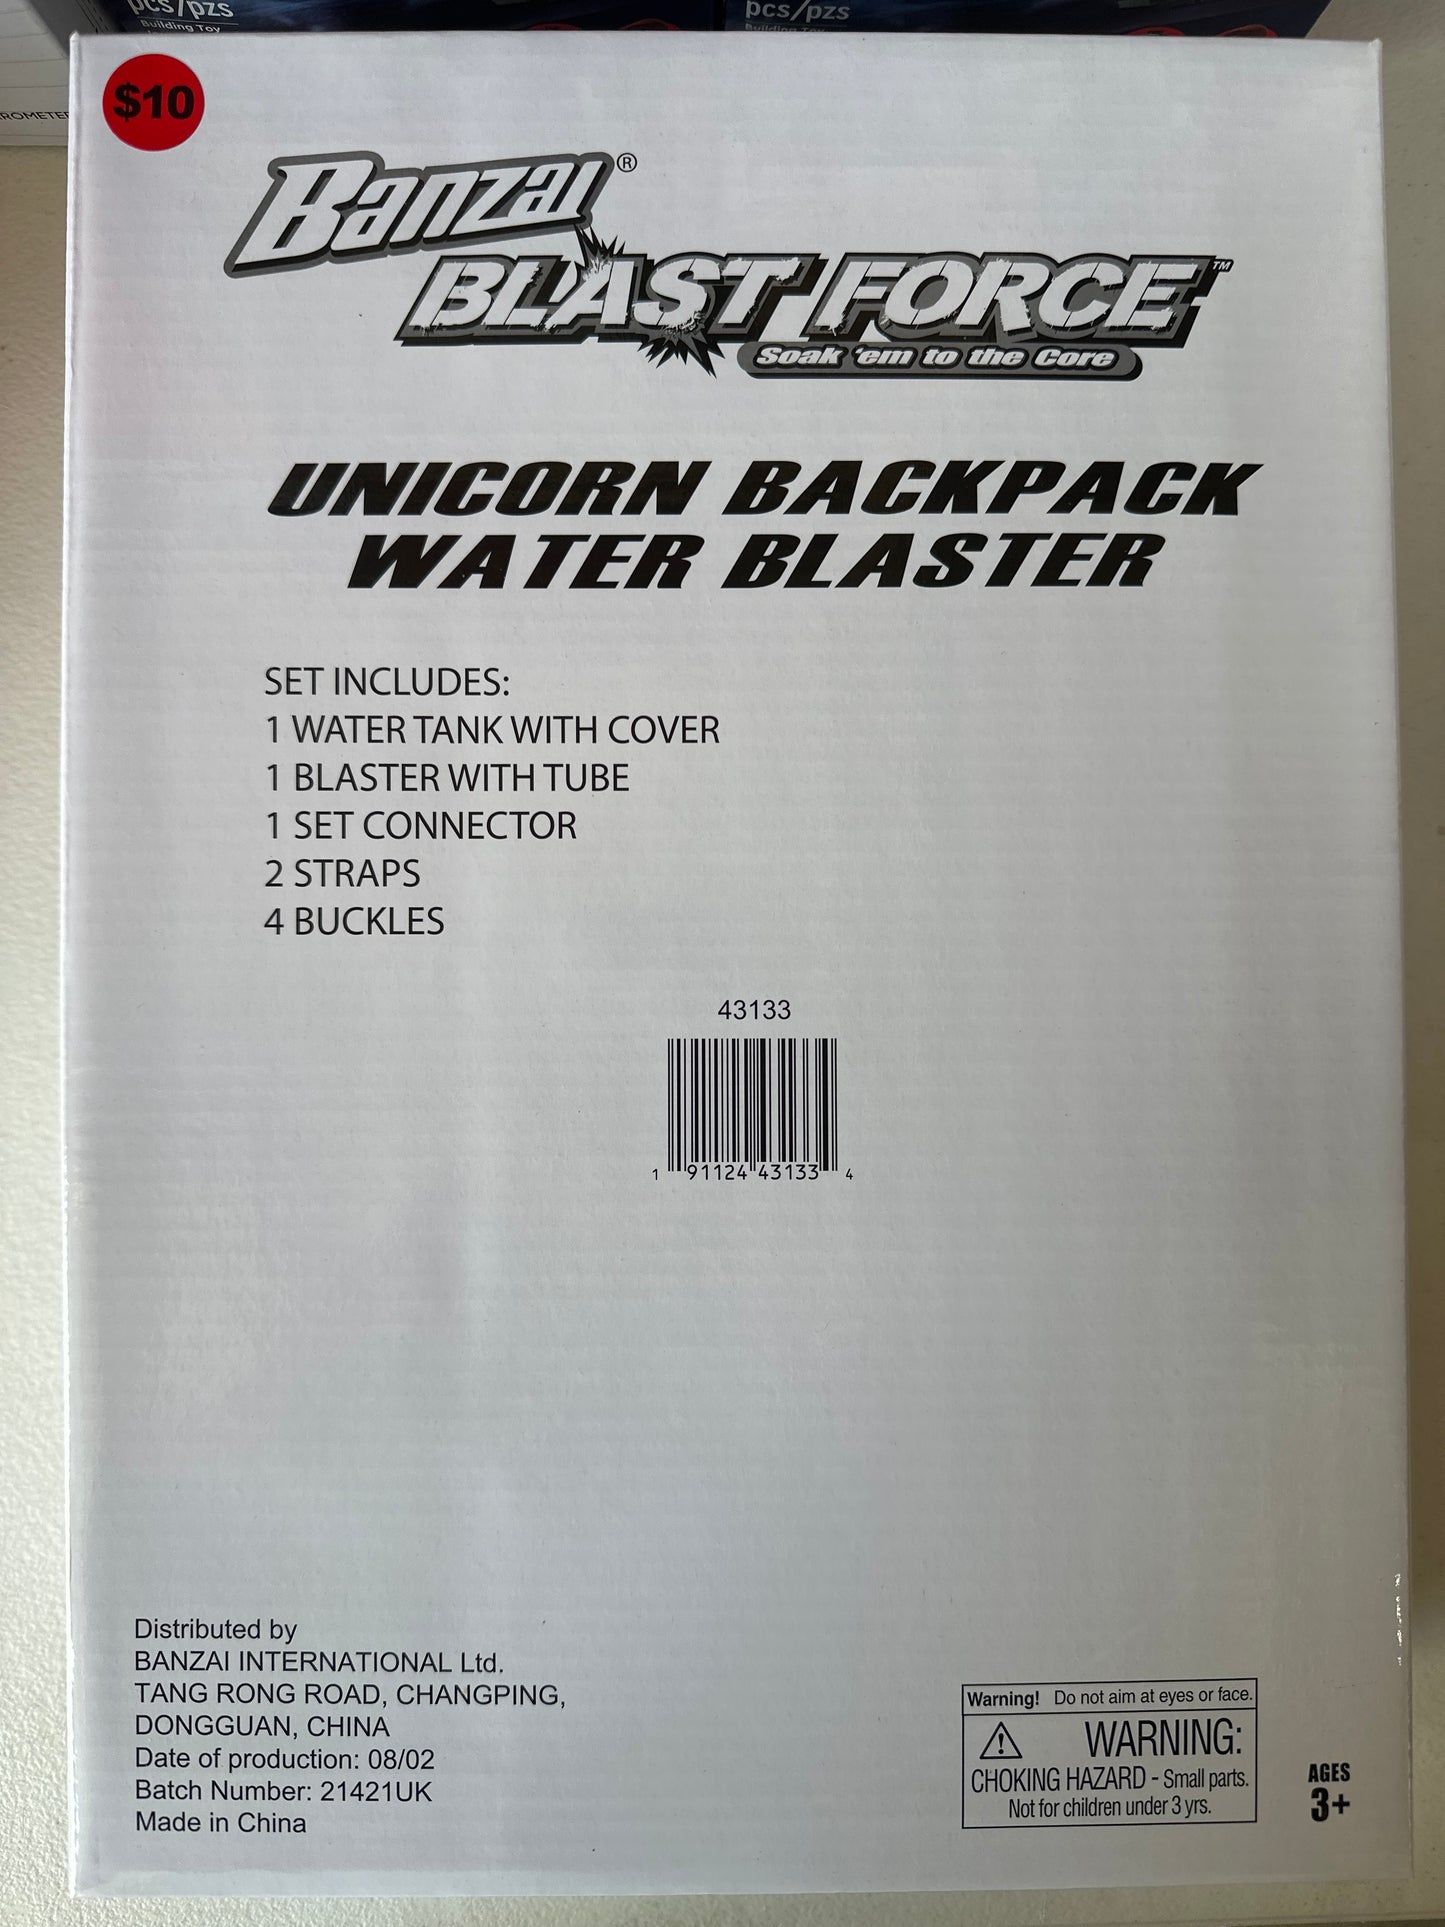 pcs/pzs
Building Toy
pcs/pzs
Building Toy
$10
BANZAI®
BLAST FORCE™
Soak 'em to the Core
UNICORN BACKPACK
WATER BLASTER
SET INCLUDES:
1 WATER TANK WITH COVER
1 BLASTER WITH TUBE
1 SET CONNECTOR
2 STRAPS
4 BUCKLES
43133
1 91124 43133 4
Distributed by
BANZAI INTERNATIONAL Ltd.
TANG RONG ROAD, CHANGPING,
DONGGUAN, CHINA
Date of production: 08/02
Batch Number: 21421UK
Made in China
Warning! Do not aim at eyes or face.
WARNING:
CHOKING HAZARD - Small parts.
Not for children under 3 yrs.
AGES
3+